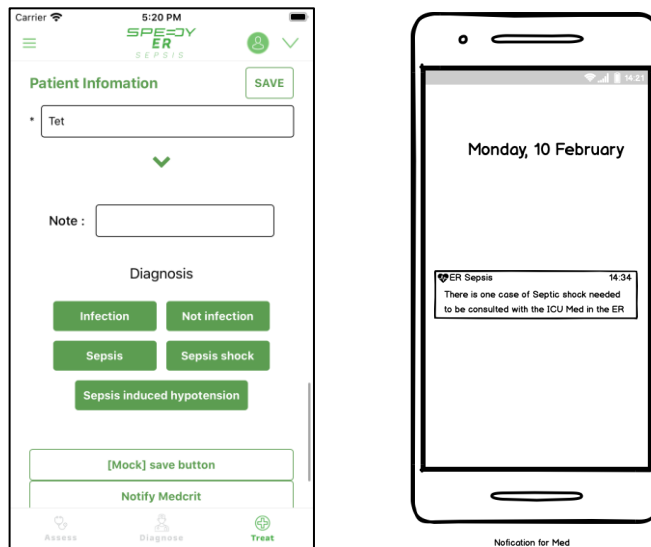 Carrier 5:20 PM
SPEEDY
ER
SEPSIS
Patient Infomation SAVE
* Tet
Note :
Diagnosis
Infection Not infection
Sepsis Sepsis shock
Sepsis induced hypotension
[Mock] save button
Notify Medcrit
Assess Diagnose Treat
14:21
Monday, 10 February
ER Sepsis 14:34
There is one case of Septic shock needed
to be consulted with the ICU Med in the ER
Nofication for Med